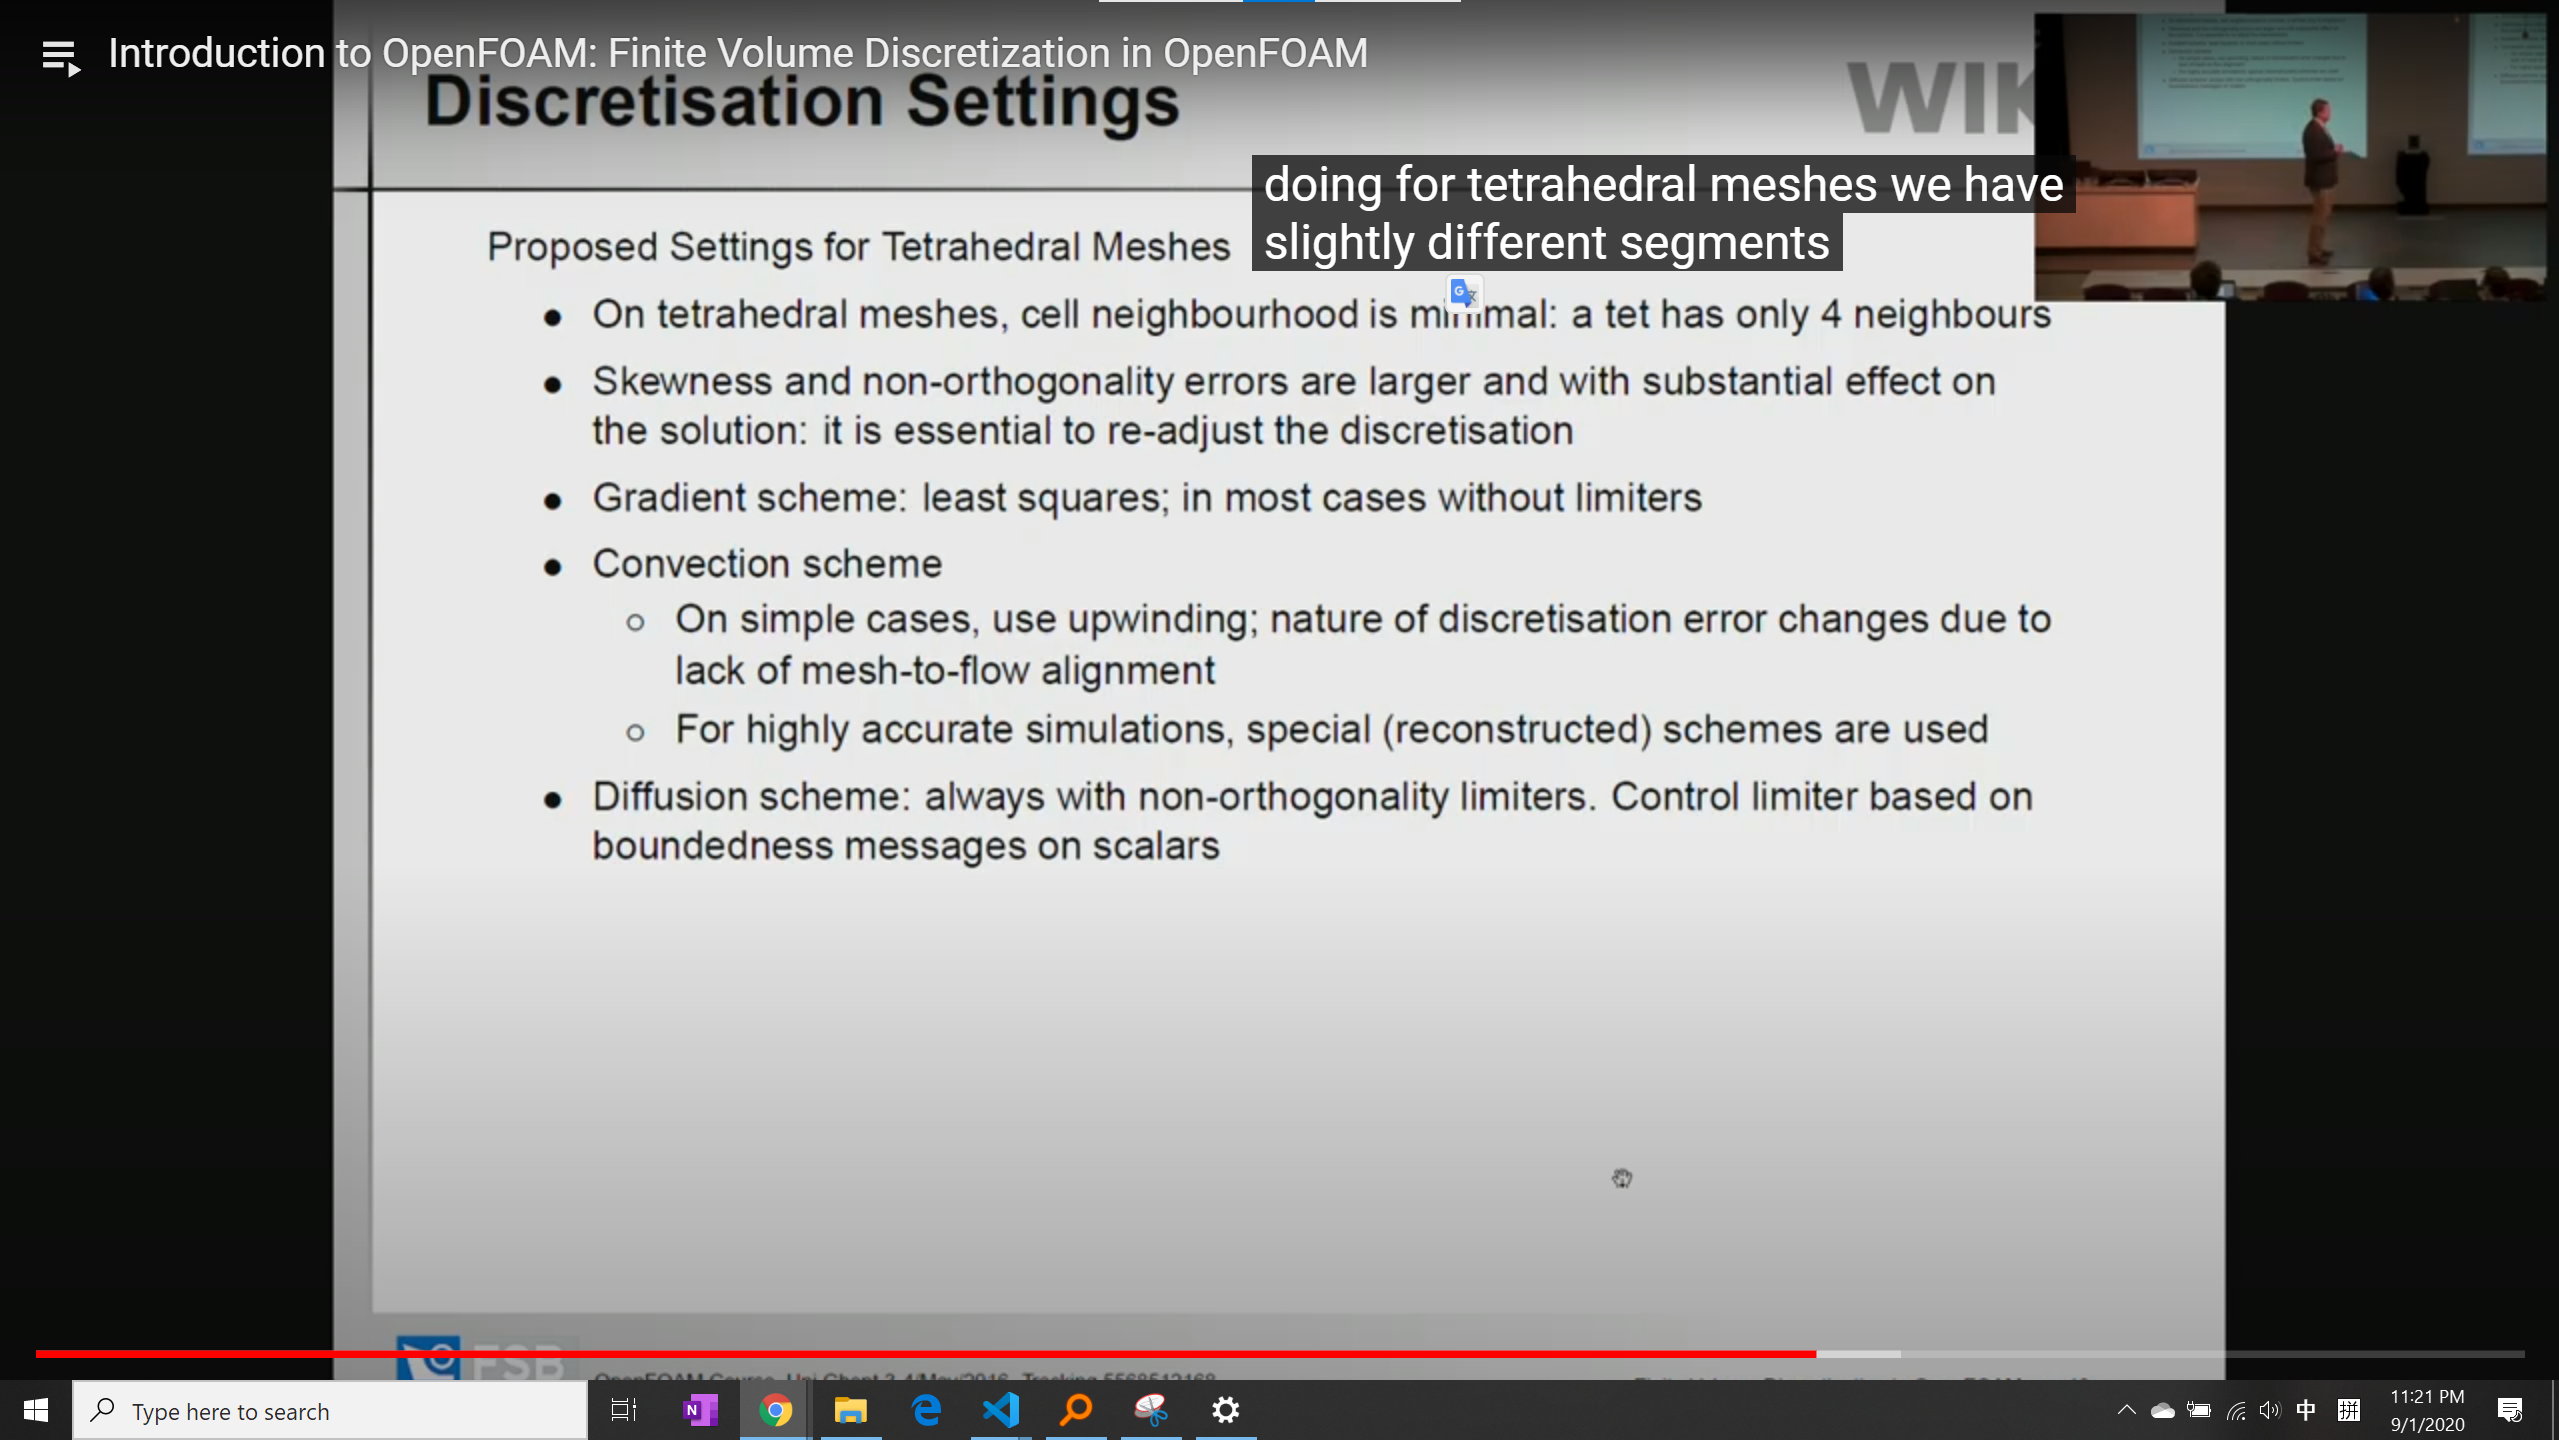 Introduction to OpenFOAM: Finite Volume Discretization in OpenFOAM
Discretisation Settings
WIK
doing for tetrahedral meshes we have
slightly different segments
Proposed Settings for Tetrahedral Meshes
On tetrahedral meshes, cell neighbourhood is minimal: a tet has only 4 neighbours
Skewness and non-orthogonality errors are larger and with substantial effect on
the solution: it is essential to re-adjust the discretisation
Gradient scheme: least squares; in most cases without limiters
Convection scheme
On simple cases, use upwinding; nature of discretisation error changes due to
lack of mesh-to-flow alignment
For highly accurate simulations, special (reconstructed) schemes are used
Diffusion scheme: always with non-orthogonality limiters. Control limiter based on
boundedness messages on scalars
FSB
Type here to search
中
拼
11:21 PM
9/1/2020